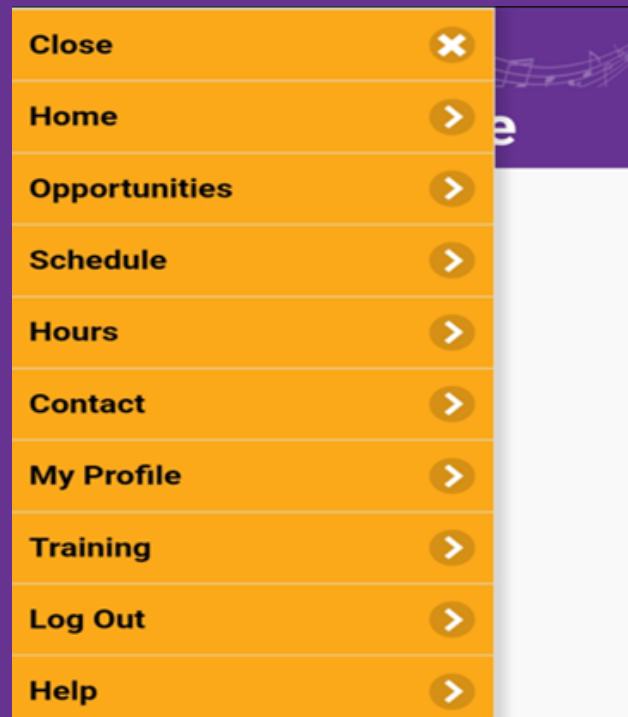 Close
Home
e
Opportunities
Schedule
Hours
Contact
My Profile
Training
Log Out
Help